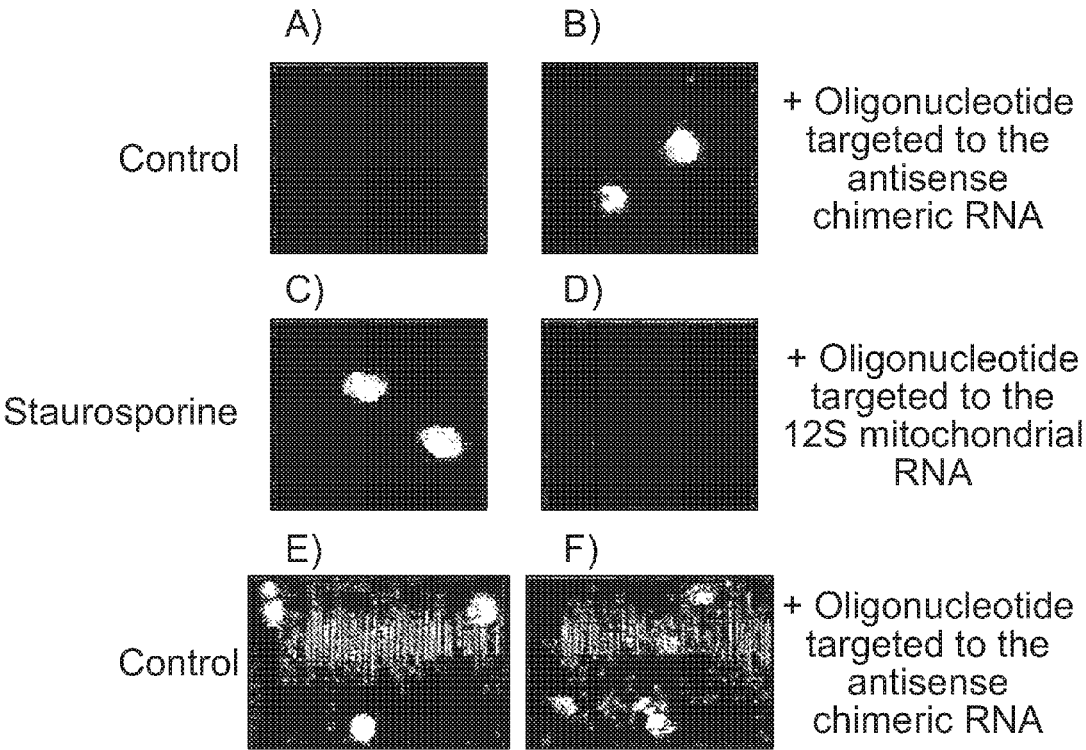 A)
B)
Control
+ Oligonucleotide
targeted to the
antisense
chimeric RNA
C)
D)
Staurosporine
+ Oligonucleotide
targeted to the
12S mitochondrial
RNA
E)
F)
Control
+ Oligonucleotide
targeted to the
antisense
chimeric RNA